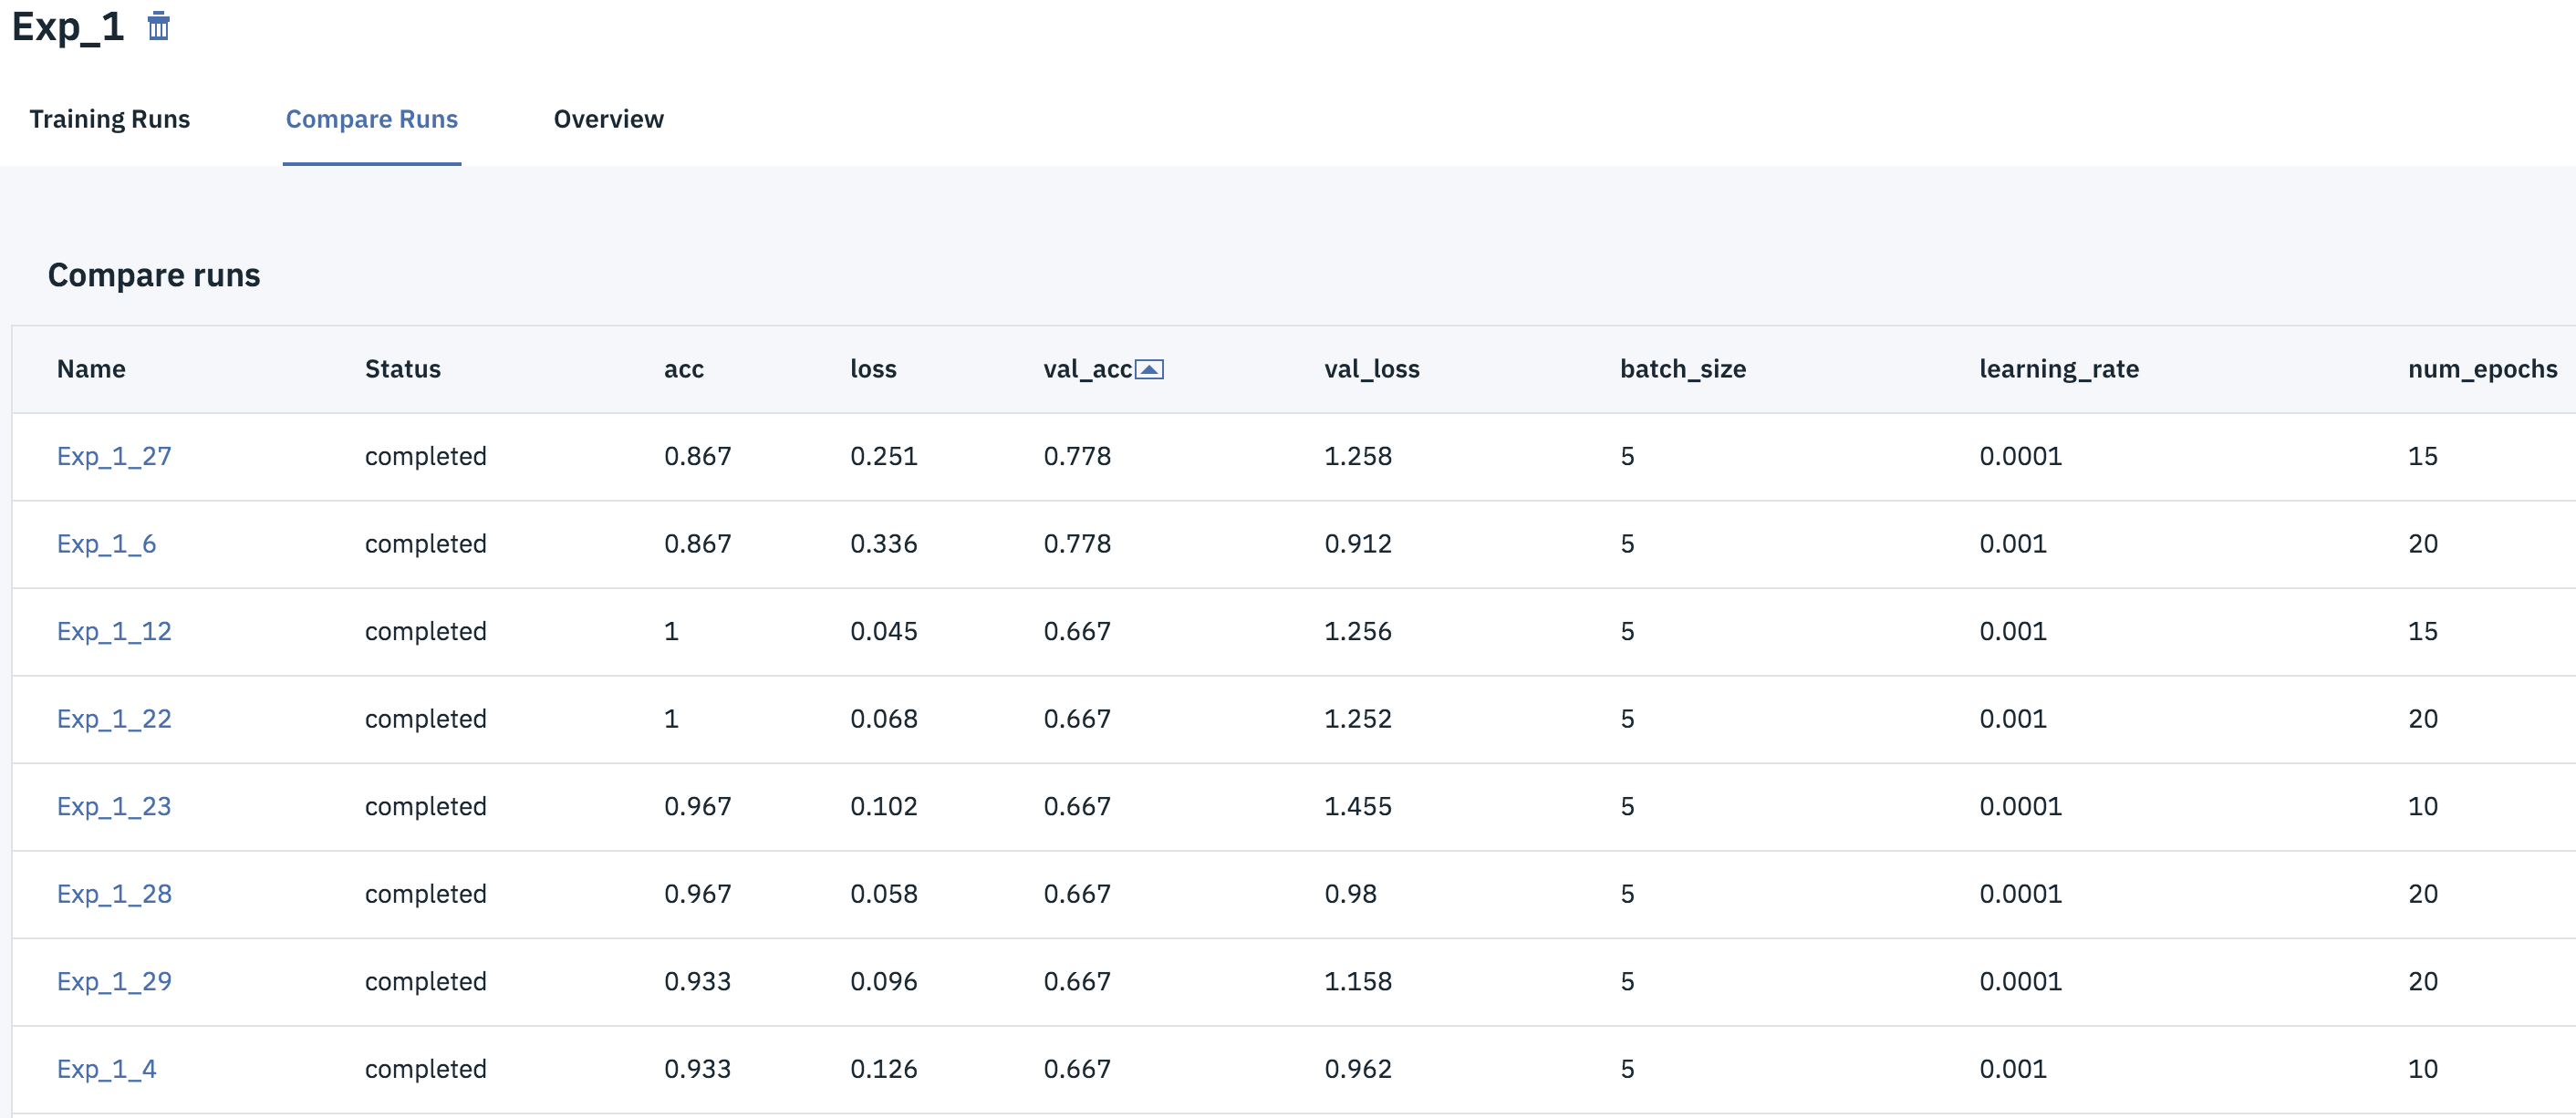 Exp_1
Training Runs Compare Runs Overview
Compare runs
Name Status acc loss val_acc val_loss batch_size learning_rate num_epochs
Exp_1_27 completed 0.867 0.251 0.778 1.258 5 0.0001 15
Exp_1_6 completed 0.867 0.336 0.778 0.912 5 0.001 20
Exp_1_12 completed 1 0.045 0.667 1.256 5 0.001 15
Exp_1_22 completed 1 0.068 0.667 1.252 5 0.001 20
Exp_1_23 completed 0.967 0.102 0.667 1.455 5 0.0001 10
Exp_1_28 completed 0.967 0.058 0.667 0.98 5 0.0001 20
Exp_1_29 completed 0.933 0.096 0.667 1.158 5 0.0001 20
Exp_1_4 completed 0.933 0.126 0.667 0.962 5 0.001 10